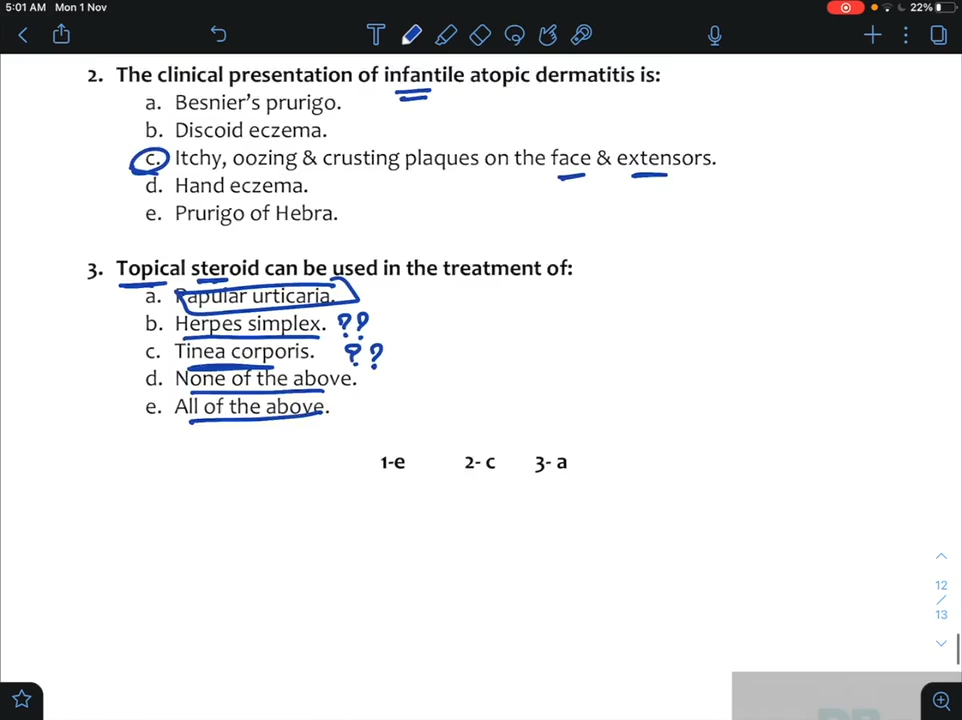 5:01 AM Mon 1 Nov
22%
2. The clinical presentation of infantile atopic dermatitis is:
a. Besnier's prurigo.
b. Discoid eczema.
c. Itchy, oozing & crusting plaques on the face & extensors.
d. Hand eczema.
e. Prurigo of Hebra.
3. Topical steroid can be used in the treatment of:
a. Papular urticaria.
b. Herpes simplex. ??
c. Tinea corporis. ??
d. None of the above.
e. All of the above.
1-e 2- c 3- a
12
/
13